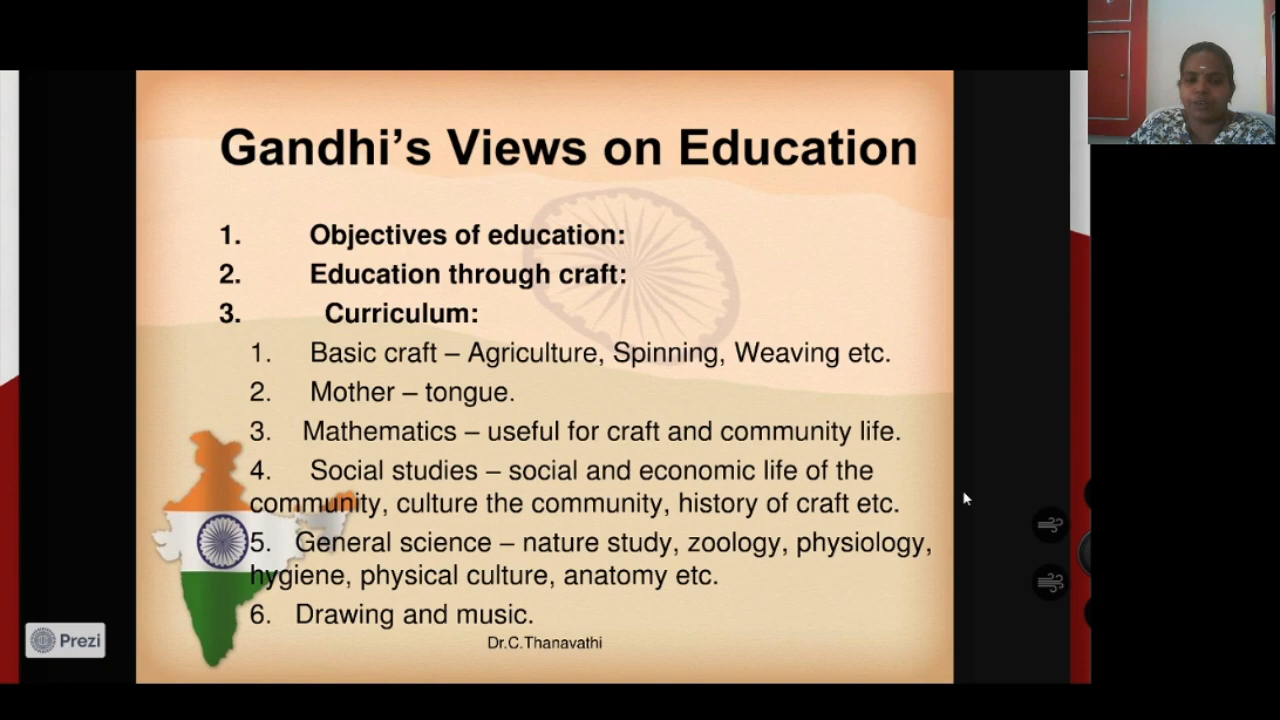 Gandhi's Views on Education
1. Objectives of education:
2. Education through craft:
3. Curriculum:
1. Basic craft – Agriculture, Spinning, Weaving etc.
2. Mother – tongue.
3. Mathematics – useful for craft and community life.
4. Social studies – social and economic life of the
community, culture the community, history of craft etc.
5. General science – nature study, zoology, physiology,
hygiene, physical culture, anatomy etc.
6. Drawing and music.
Dr.C.Thanavathi
Prezi